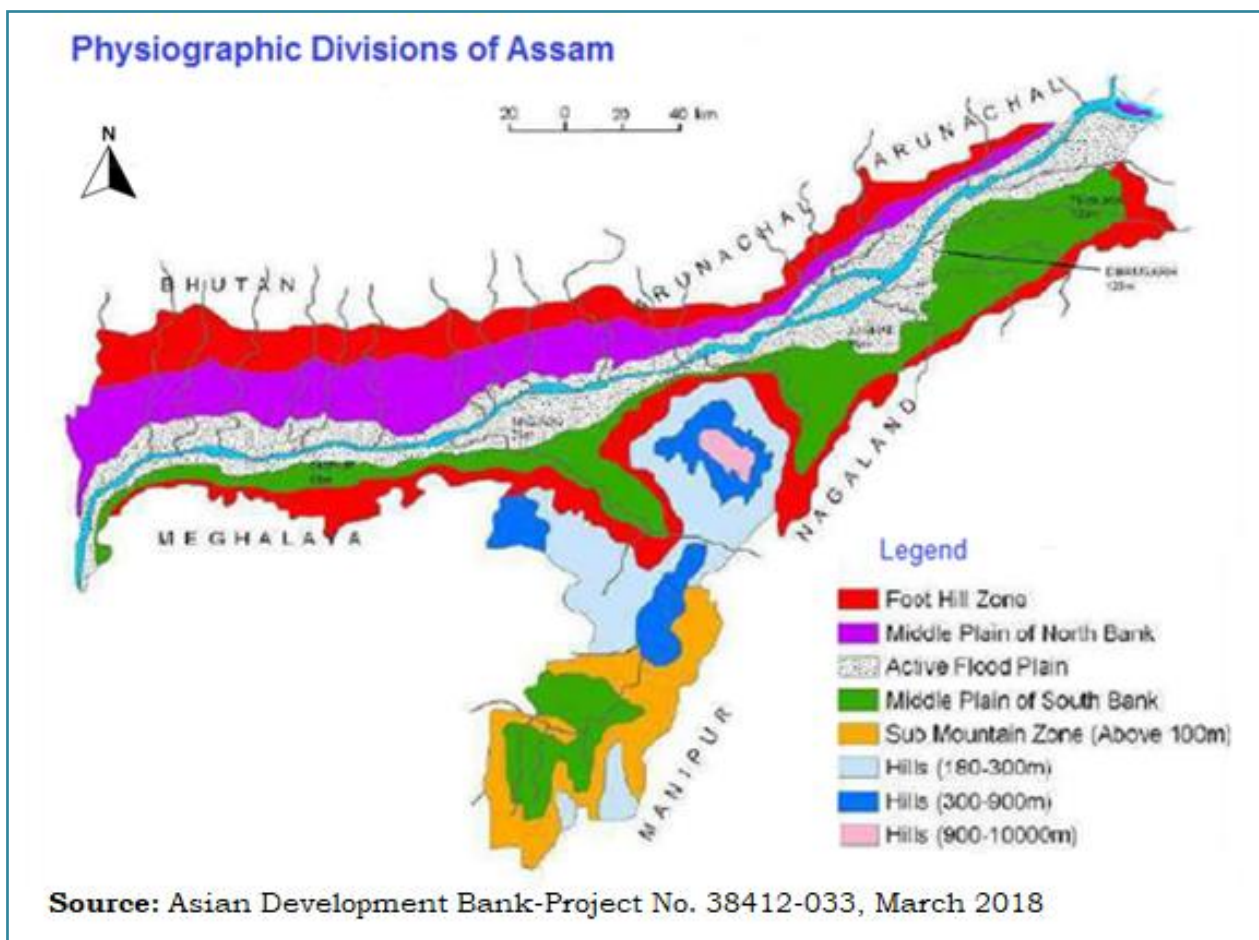 Physiographic Divisions of Assam
20 0 20 40 km
N
ARUNACHAL
ARUNACHAL
BHUTAN
MEGHALAYA
NAGALAND
MANIPUR
Legend
Foot Hill Zone
Middle Plain of North Bank
Active Flood Plain
Middle Plain of South Bank
Sub Mountain Zone (Above 100m)
Hills (180-300m)
Hills (300-900m)
Hills (900-10000m)
Source: Asian Development Bank-Project No. 38412-033, March 2018